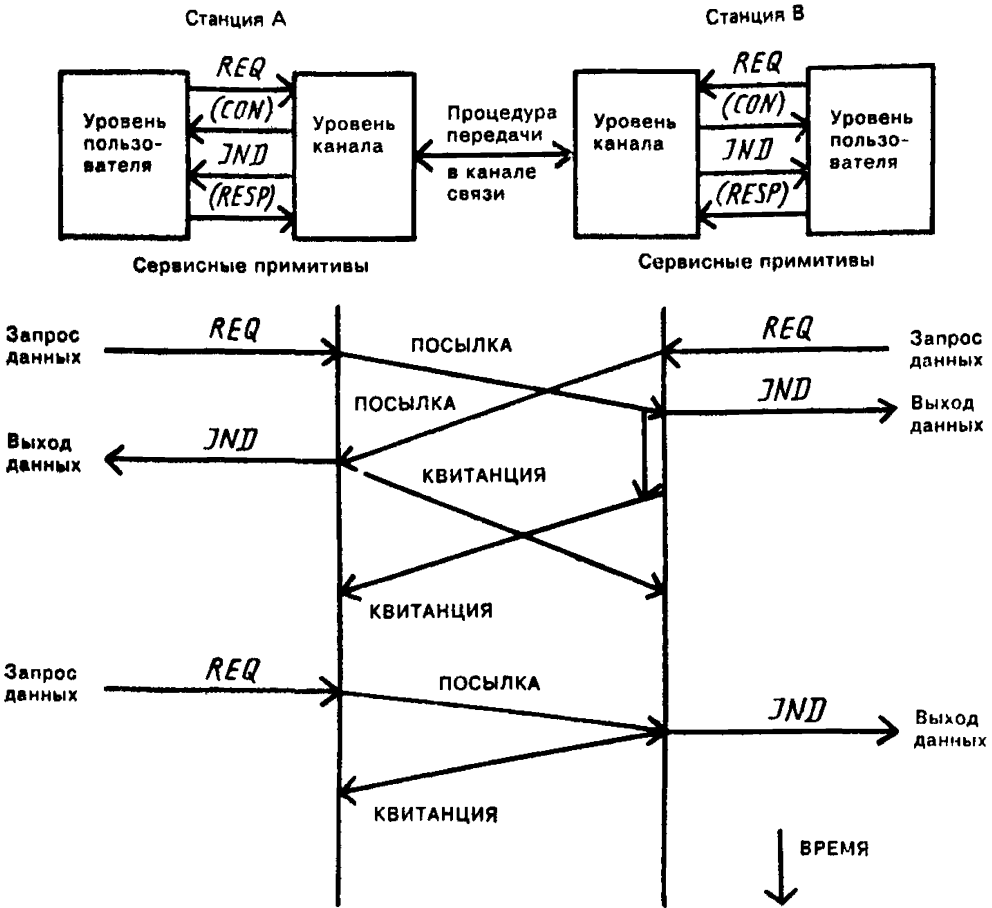 Станция А
Станция В
REQ
(CON)
JND
(RESP)
Уровень
пользо-
вателя
Уровень
канала
Процедура
передачи
в канале
связи
Уровень
канала
REQ
(CON)
JND
(RESP)
Уровень
пользо-
вателя
Сервисные примитивы
Сервисные примитивы
Запрос
данных
REQ
ПОСЫЛКА
REQ
Запрос
данных
ПОСЫЛКА
JND
Выход
данных
Выход
данных
JND
КВИТАНЦИЯ
КВИТАНЦИЯ
Запрос
данных
REQ
ПОСЫЛКА
JND
Выход
данных
КВИТАНЦИЯ
ВРЕМЯ